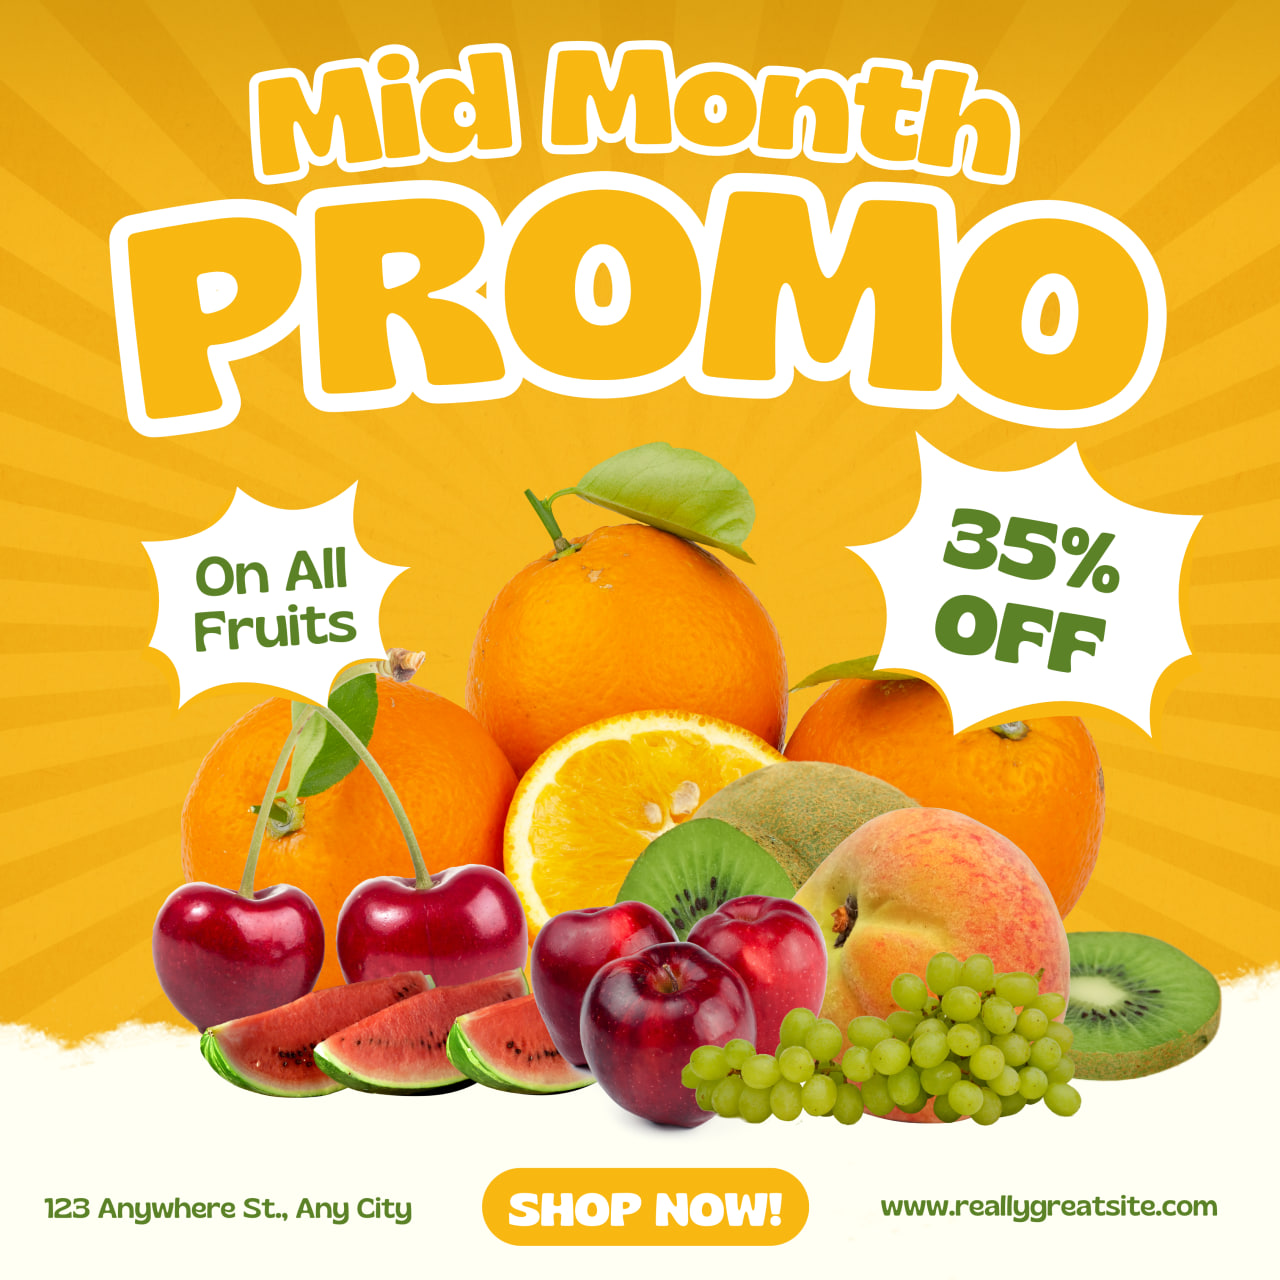 Mid Month
PROMO
On All
Fruits
35%
OFF
123 Anywhere St., Any City
SHOP NOW!
www.reallygreatsite.com